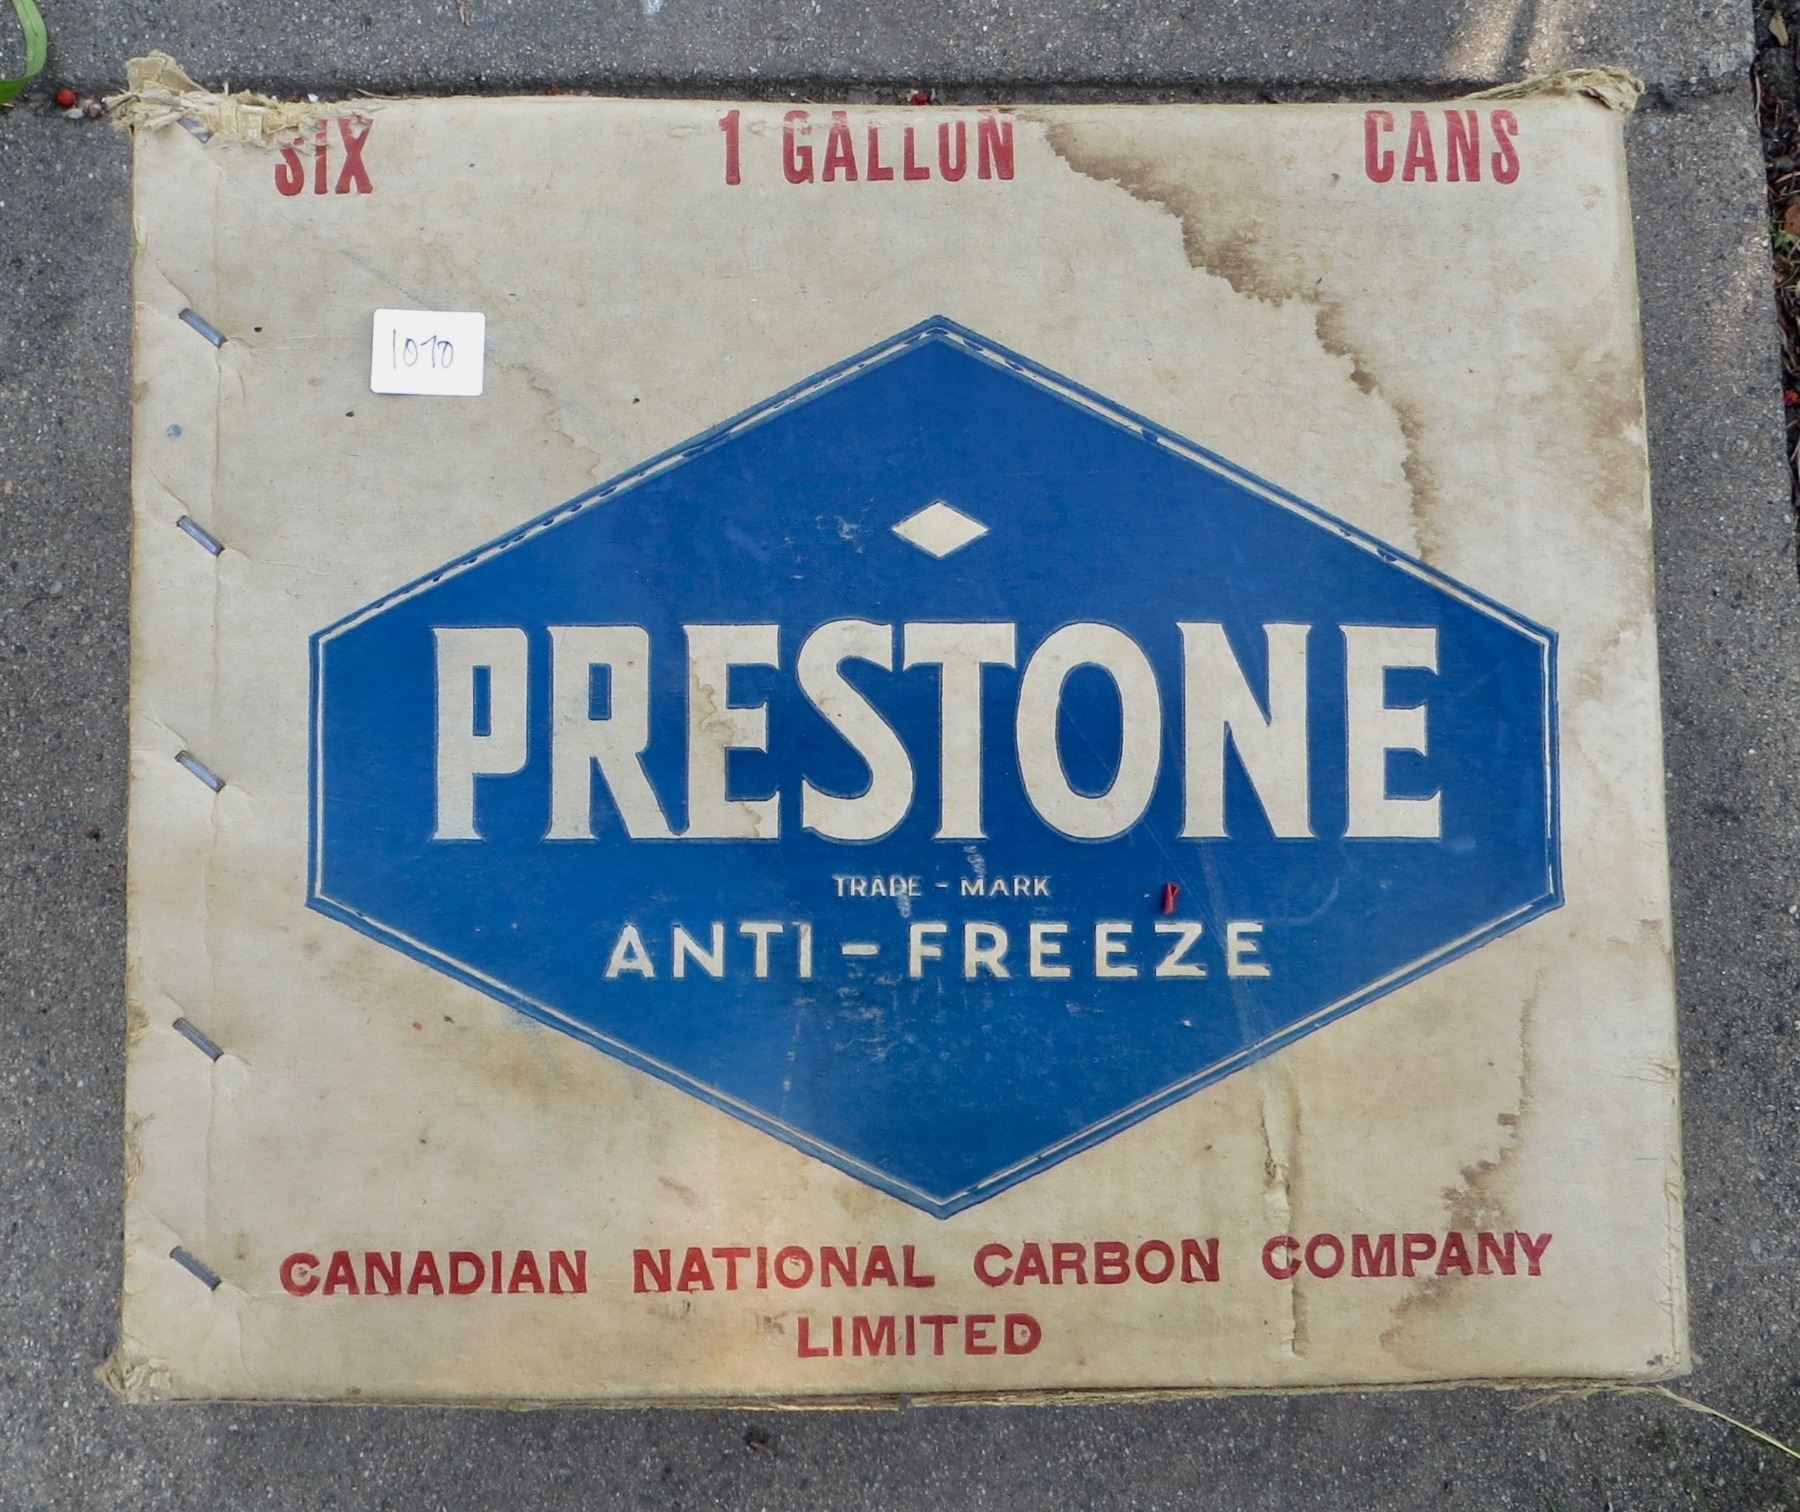 SIX 1 GALLON CANS
1070
PRESTONE
TRADE-MARK
ANTI-FREEZE
CANADIAN NATIONAL CARBON COMPANY
LIMITED